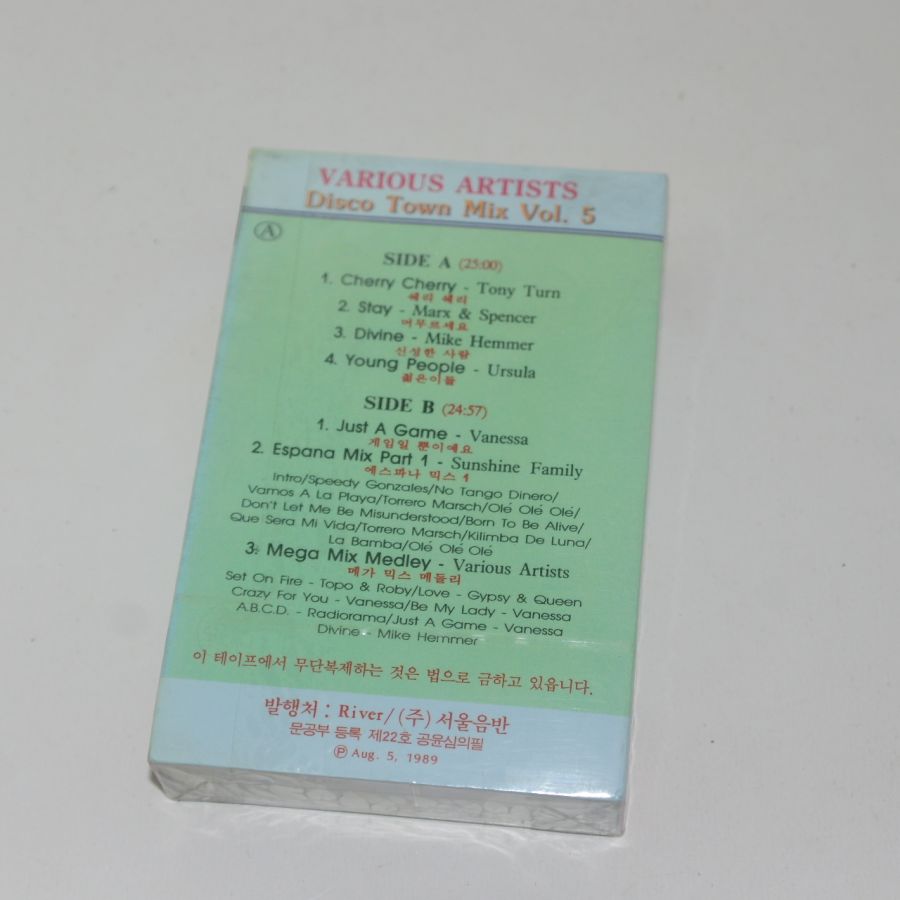 VARIOUS ARTISTS
Disco Town Mix Vol. 5
Ⓐ
SIDE A (25:00)
1. Cherry Cherry - Tony Turn
쎄리 쎄리
2. Stay - Marx & Spencer
머무르세요
3. Divine - Mike Hemmer
신성한 사람
4. Young People - Ursula
젊은이들
SIDE B (24:57)
1. Just A Game - Vanessa
게임일 뿐이예요
2. Espana Mix Part 1 - Sunshine Family
에스파냐 믹스 1
Intro/Speedy Gonzales/No Tango Dinero/
Vamos A La Playa/Torrero Marsch/Olé Olé Olé/
Don't Let Me Be Misunderstood/Born To Be Alive/
Que Sera Mi Vida/Torrero Marsch/Kilimba De Luna/
La Bamba/Olé Olé Olé
3. Mega Mix Medley - Various Artists
메가 믹스 메들리
Set On Fire - Topo & Roby/Love - Gypsy & Queen
Crazy For You - Vanessa/Be My Lady - Vanessa
A.B.C.D. - Radiorama/Just A Game - Vanessa
Divine - Mike Hemmer
이 테이프에서 무단복제하는 것은 법으로 금하고 있읍니다.
발행처 : River/(주)서울음반
문공부 등록 제22호 공윤심의필
Ⓟ Aug. 5, 1989